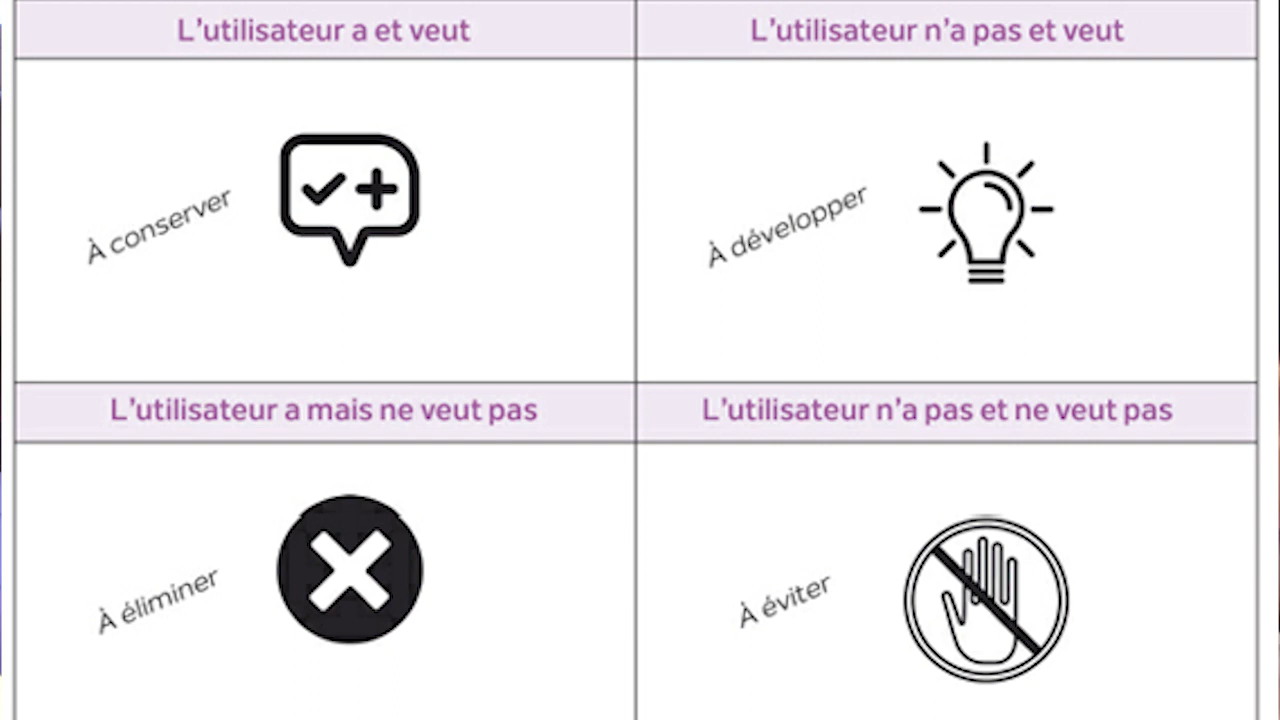 L’utilisateur a et veut
L’utilisateur n’a pas et veut
À conserver
À développer
L’utilisateur a mais ne veut pas
L’utilisateur n’a pas et ne veut pas
À éliminer
À éviter